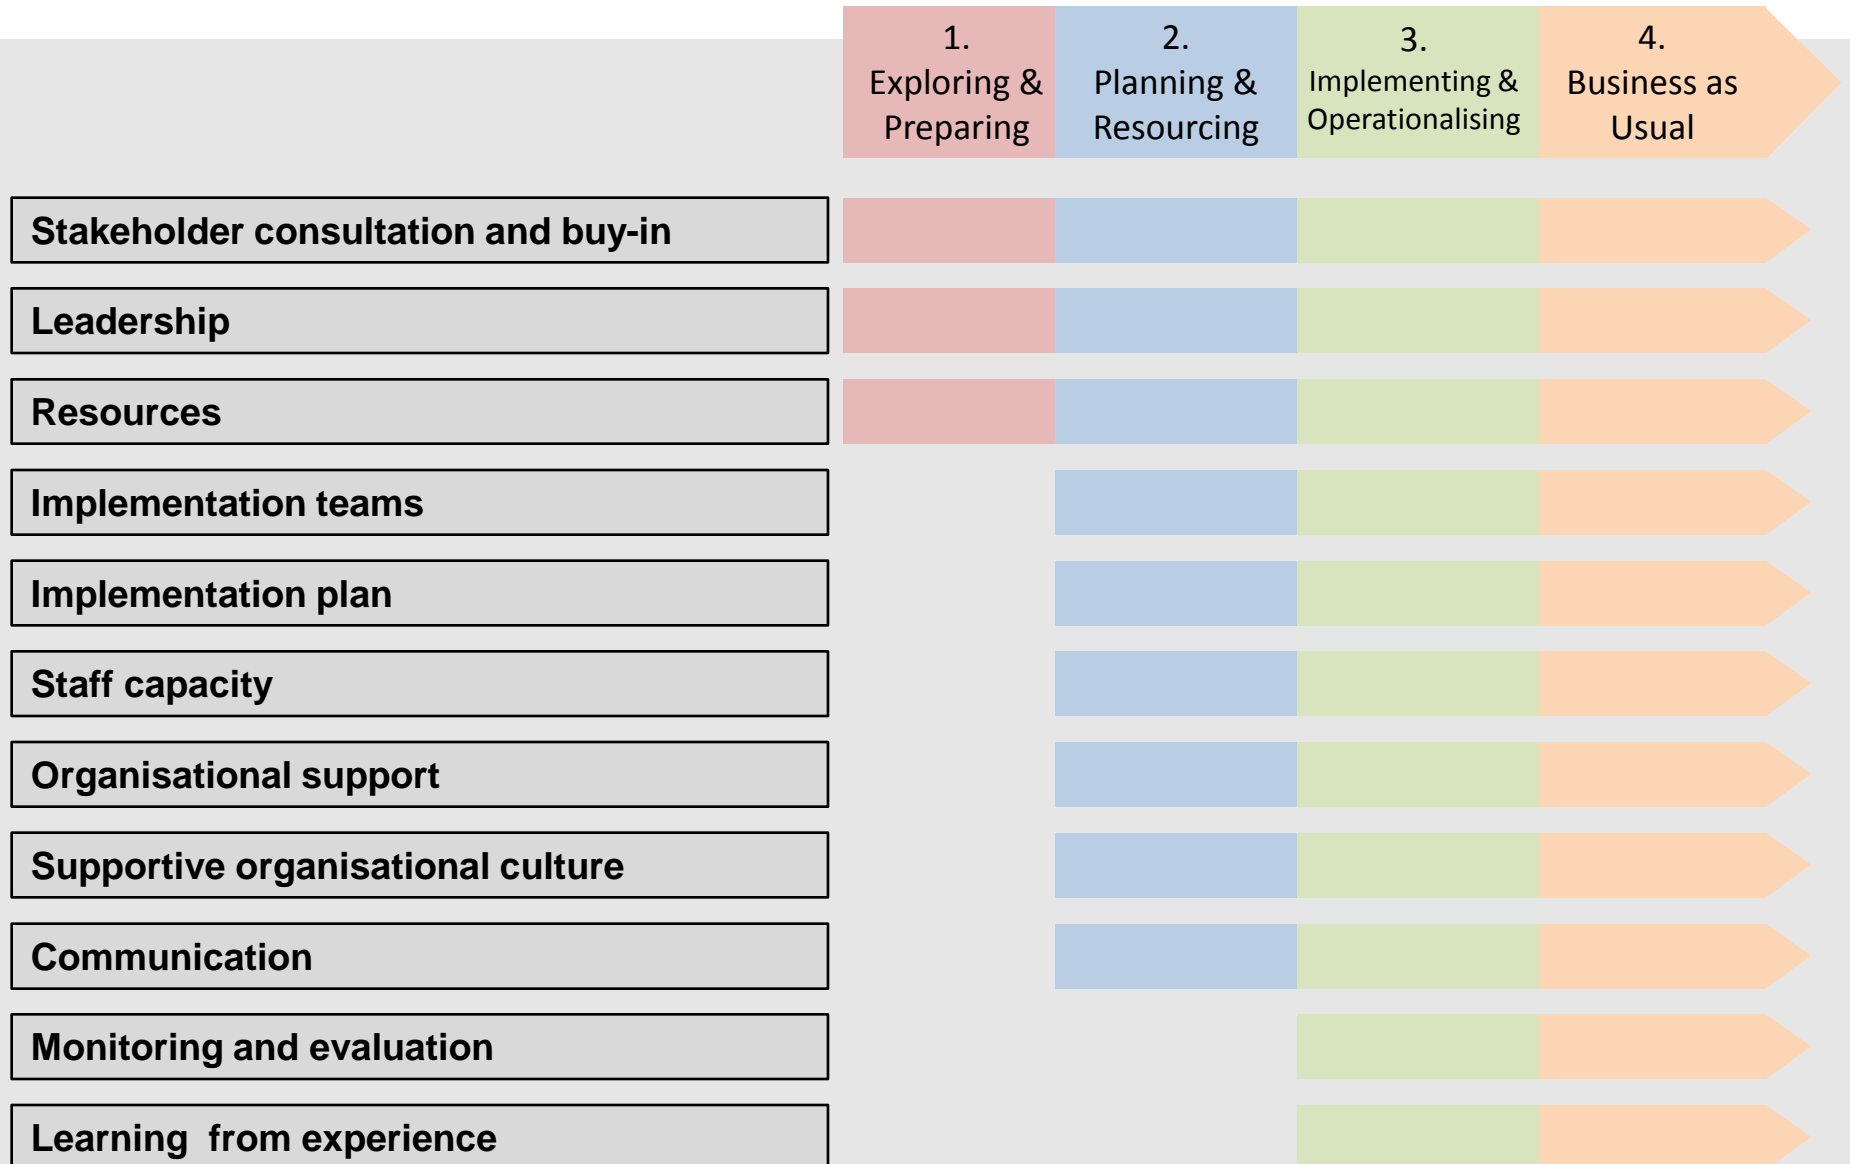 1.
Exploring &
Preparing
2.
Planning &
Resourcing
3.
Implementing &
Operationalising
4.
Business as
Usual
Stakeholder consultation and buy-in
Leadership
Resources
Implementation teams
Implementation plan
Staff capacity
Organisational support
Supportive organisational culture
Communication
Monitoring and evaluation
Learning  from experience